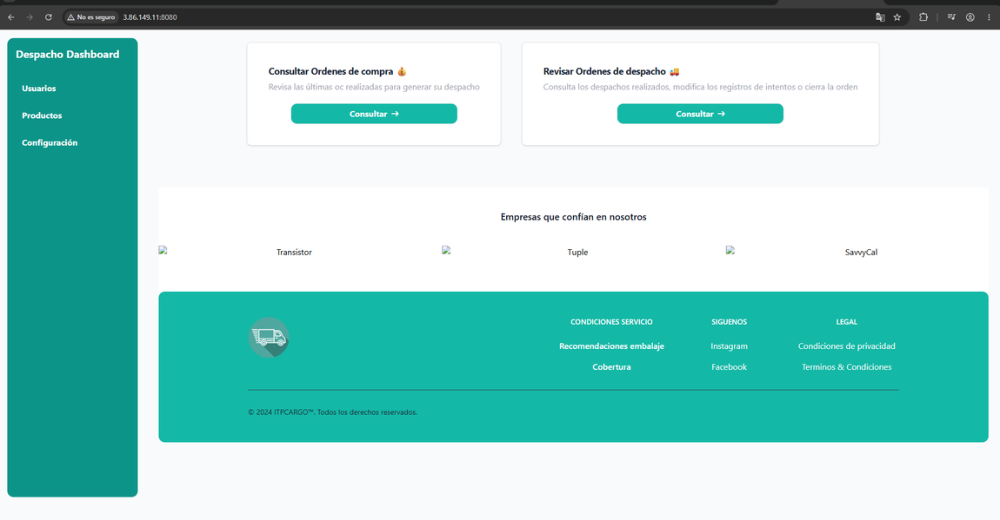 No es seguro
3.86.149.11:8080
Despacho Dashboard
Usuarios
Productos
Configuración
Consultar Ordenes de compra 💰
Revisa las últimas oc realizadas para generar su despacho
Consultar →
Revisar Ordenes de despacho 🚚
Consulta los despachos realizados, modifica los registros de intentos o cierra la orden
Consultar →
Empresas que confían en nosotros
Transistor
Tuple
SavvyCal
CONDICIONES SERVICIO
Recomendaciones embalaje
Cobertura
SIGUENOS
Instagram
Facebook
LEGAL
Condiciones de privacidad
Terminos & Condiciones
© 2024 ITPCARGO™. Todos los derechos reservados.